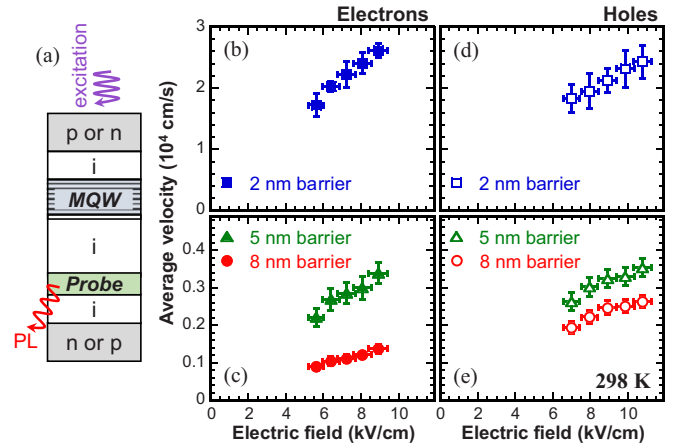 Electrons
Holes
(a)
excitation
p or n
i
MQW
i
Probe
i
n or p
PL
Average velocity (10⁴ cm/s)
(b)
3
2
1
0
2 nm barrier
(d)
2 nm barrier
5 nm barrier
8 nm barrier
0.4
0.3
0.2
0.1
0
(c)
0 2 4 6 8 10
Electric field (kV/cm)
5 nm barrier
8 nm barrier
(e)
298 K
0 2 4 6 8 10
Electric field (kV/cm)